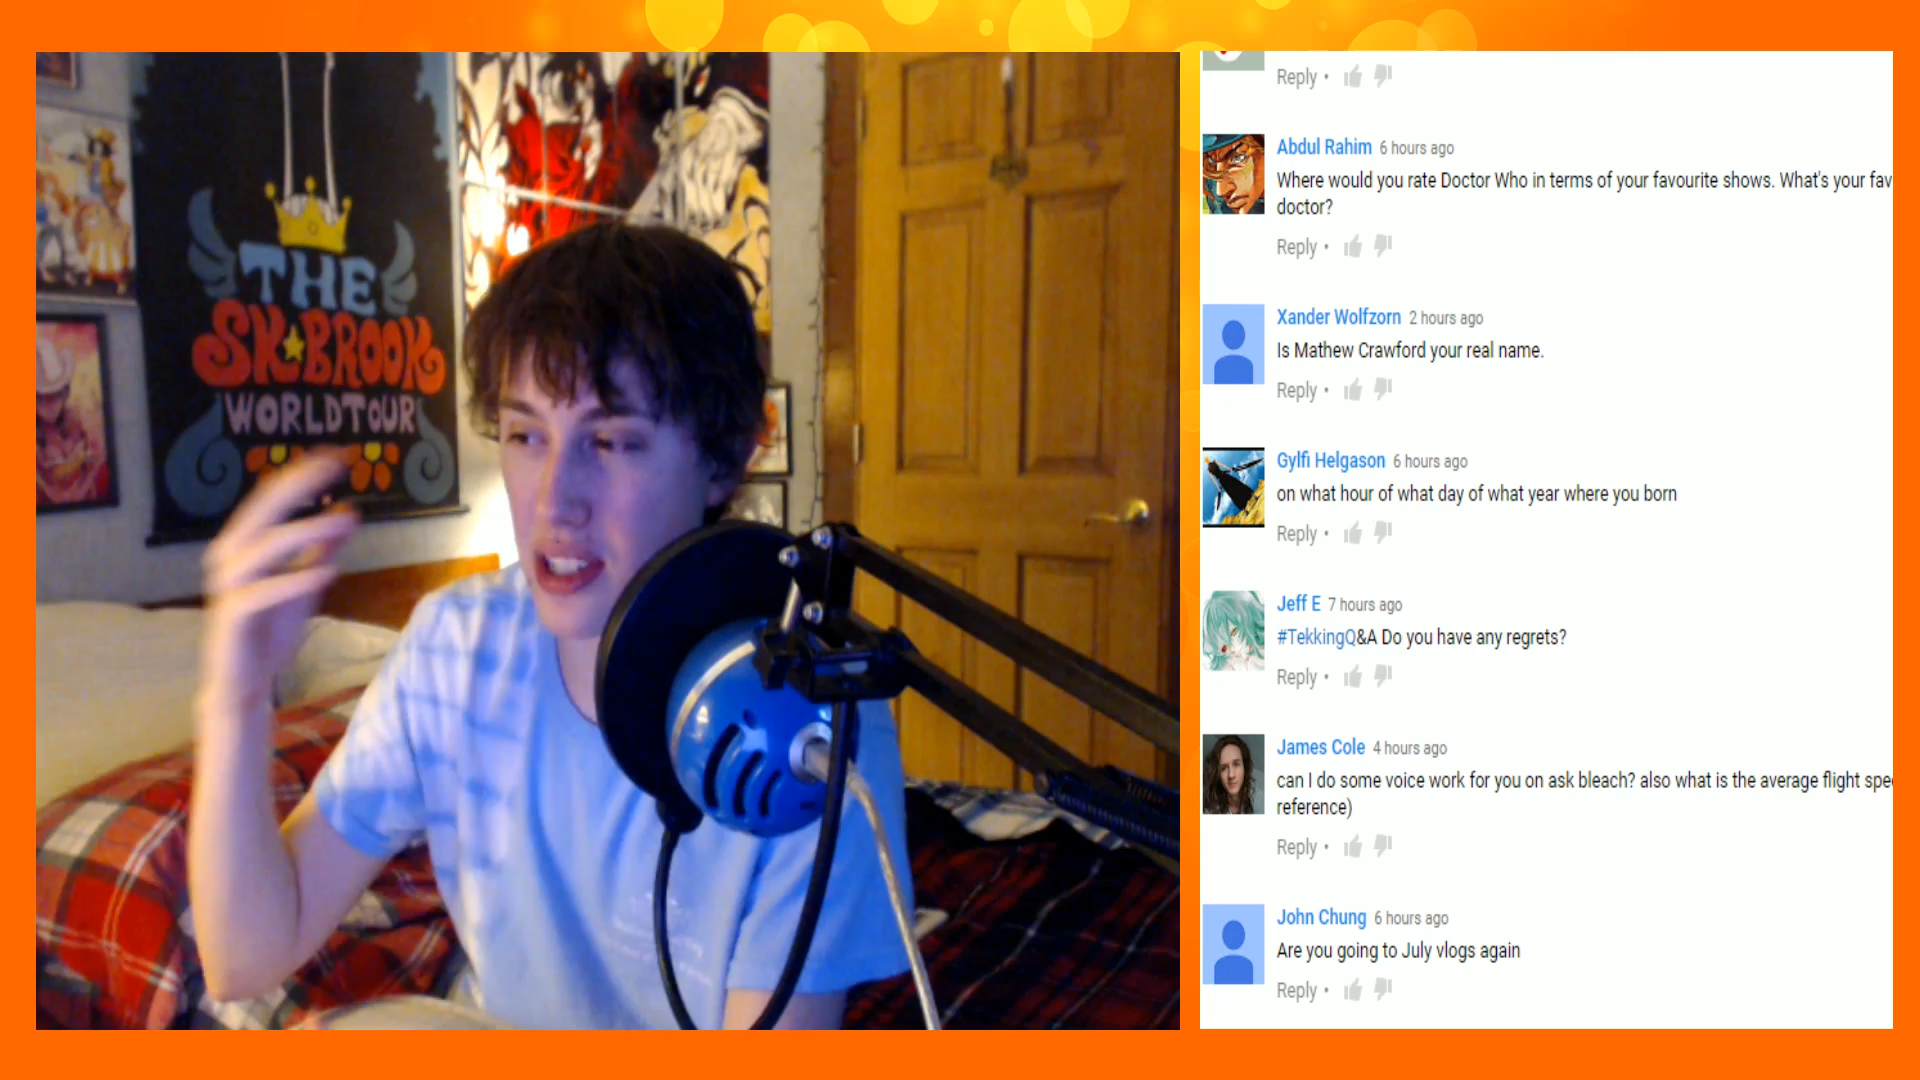 THE
SK★BROOK
WORLD TOUR
Reply •
Abdul Rahim 6 hours ago
Where would you rate Doctor Who in terms of your favourite shows. What's your fav
doctor?
Reply •
Xander Wolfzorn 2 hours ago
Is Mathew Crawford your real name.
Reply •
Gylfi Helgason 6 hours ago
on what hour of what day of what year where you born
Reply •
Jeff E 7 hours ago
#TekkingQ&A Do you have any regrets?
Reply •
James Cole 4 hours ago
can I do some voice work for you on ask bleach? also what is the average flight spe
reference)
Reply •
John Chung 6 hours ago
Are you going to July vlogs again
Reply •